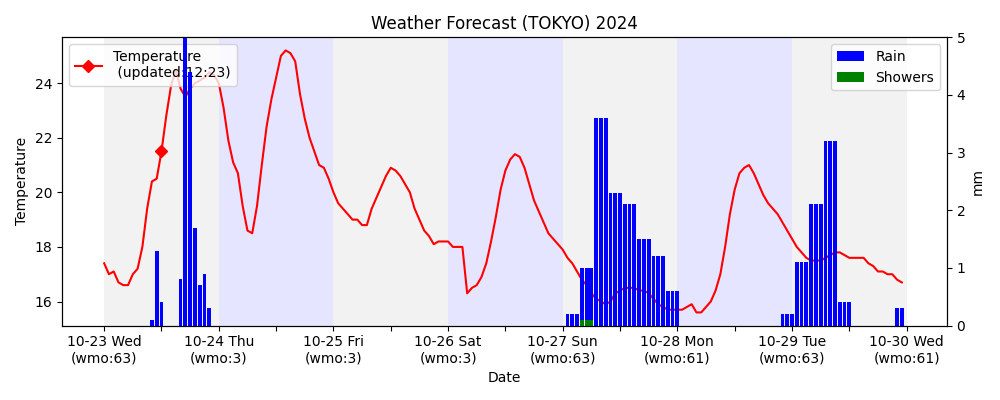 Weather Forecast (TOKYO) 2024
Temperature
(updated:12:23)
Rain
Showers
24
22
20
18
16
Temperature
5
4
3
2
1
0
mm
10-23 Wed
(wmo:63)
10-24 Thu
(wmo:3)
10-25 Fri
(wmo:3)
10-26 Sat
(wmo:3)
10-27 Sun
(wmo:63)
10-28 Mon
(wmo:61)
10-29 Tue
(wmo:63)
10-30 Wed
(wmo:61)
Date